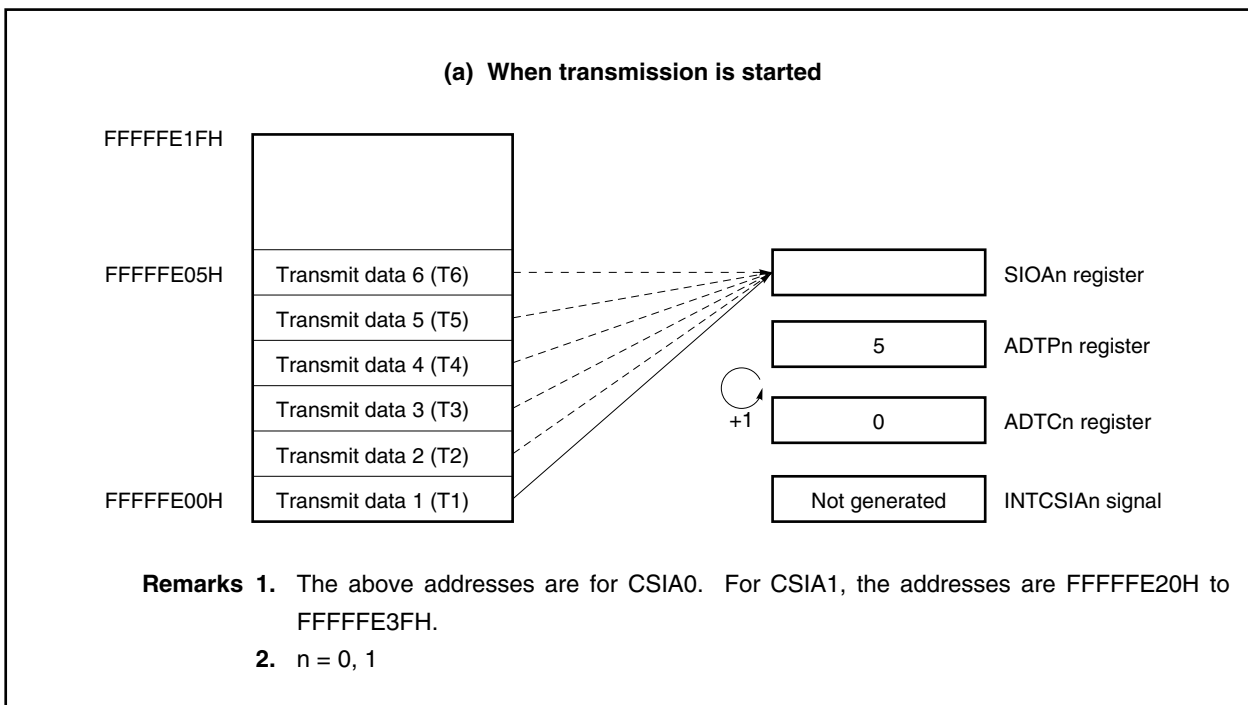 (a) When transmission is started
FFFFFE1FH
FFFFFE05H
Transmit data 6 (T6)
SIOAn register
Transmit data 5 (T5)
5
ADTPn register
Transmit data 4 (T4)
Transmit data 3 (T3)
+1
0
ADTCn register
Transmit data 2 (T2)
FFFFFE00H
Transmit data 1 (T1)
Not generated
INTCSIAn signal
Remarks 1. The above addresses are for CSIA0. For CSIA1, the addresses are FFFFFE20H to
FFFFFE3FH.
2. n = 0, 1